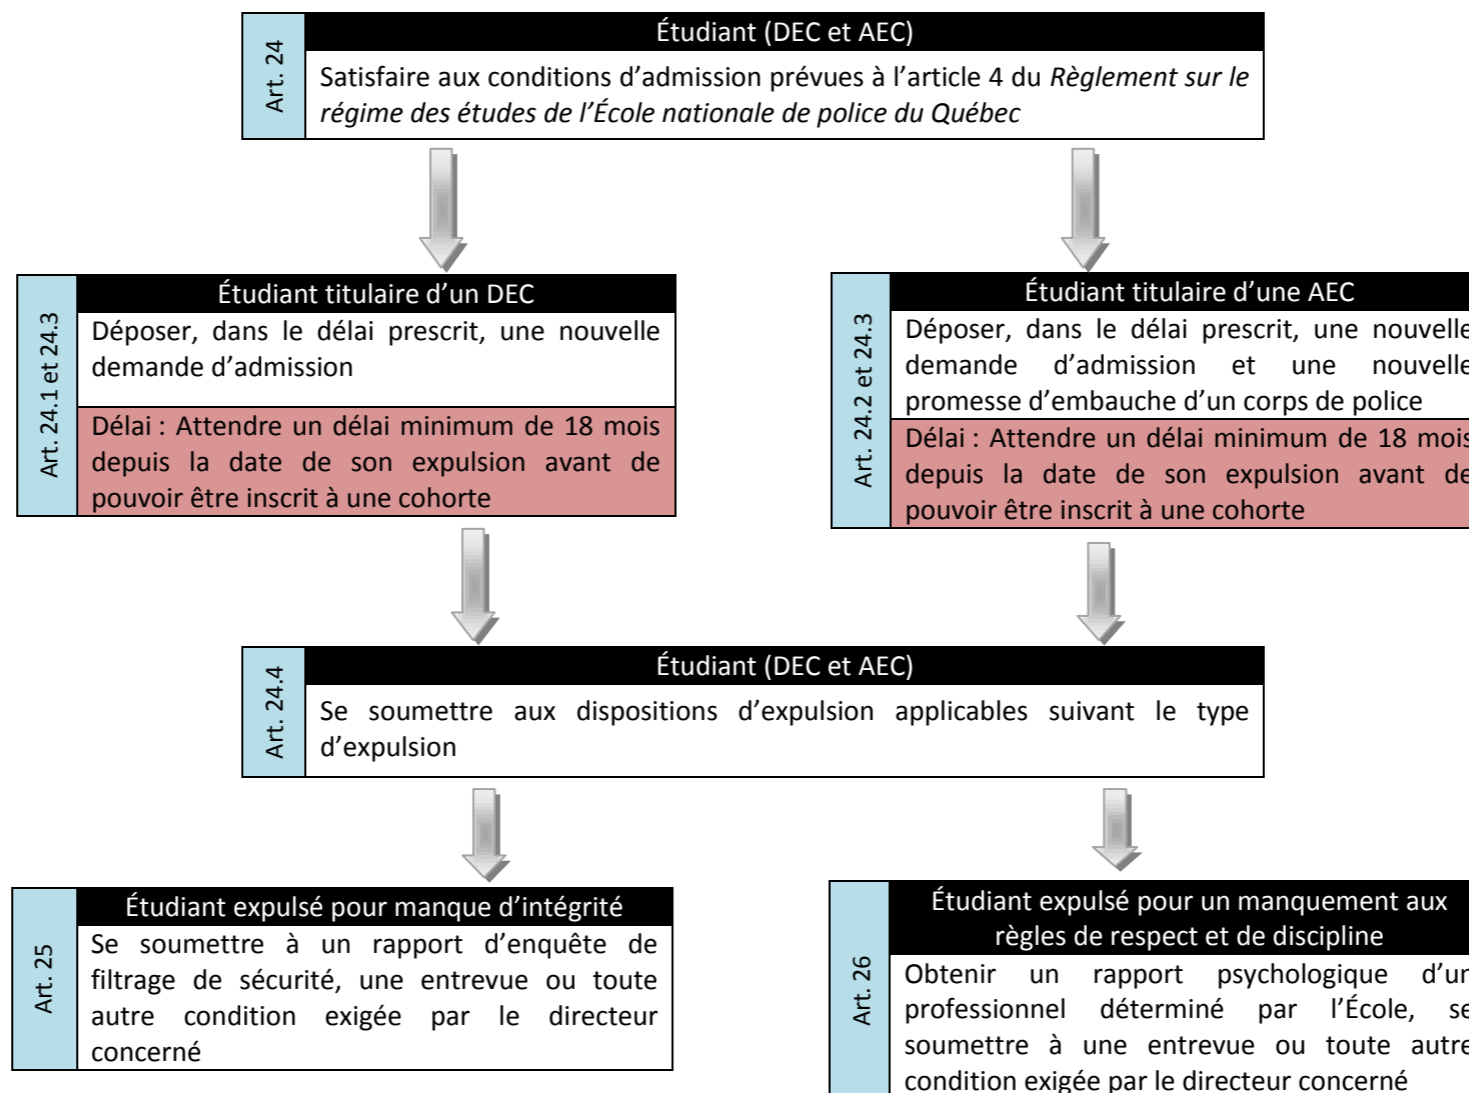 Art. 24
Étudiant (DEC et AEC)
Satisfaire aux conditions d’admission prévues à l’article 4 du Règlement sur le
régime des études de l’École nationale de police du Québec
Art. 24.1 et 24.3
Étudiant titulaire d’un DEC
Déposer, dans le délai prescrit, une nouvelle
demande d’admission
Délai : Attendre un délai minimum de 18 mois
depuis la date de son expulsion avant de
pouvoir être inscrit à une cohorte
Art. 24.2 et 24.3
Étudiant titulaire d’une AEC
Déposer, dans le délai prescrit, une nouvelle
demande d’admission et une nouvelle
promesse d’embauche d’un corps de police
Délai : Attendre un délai minimum de 18 mois
depuis la date de son expulsion avant de
pouvoir être inscrit à une cohorte
Art. 24.4
Étudiant (DEC et AEC)
Se soumettre aux dispositions d’expulsion applicables suivant le type
d’expulsion
Art. 25
Étudiant expulsé pour manque d’intégrité
Se soumettre à un rapport d’enquête de
filtrage de sécurité, une entrevue ou toute
autre condition exigée par le directeur
concerné
Art. 26
Étudiant expulsé pour un manquement aux
règles de respect et de discipline
Obtenir un rapport psychologique d’un
professionnel déterminé par l’École, se
soumettre à une entrevue ou toute autre
condition exigée par le directeur concerné